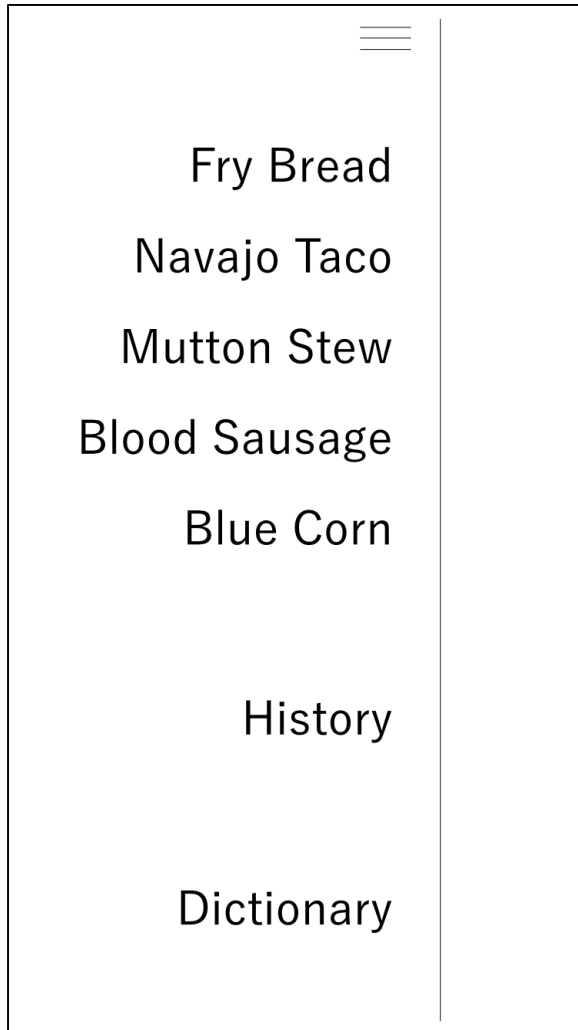 Fry Bread
Navajo Taco
Mutton Stew
Blood Sausage
Blue Corn
History
Dictionary